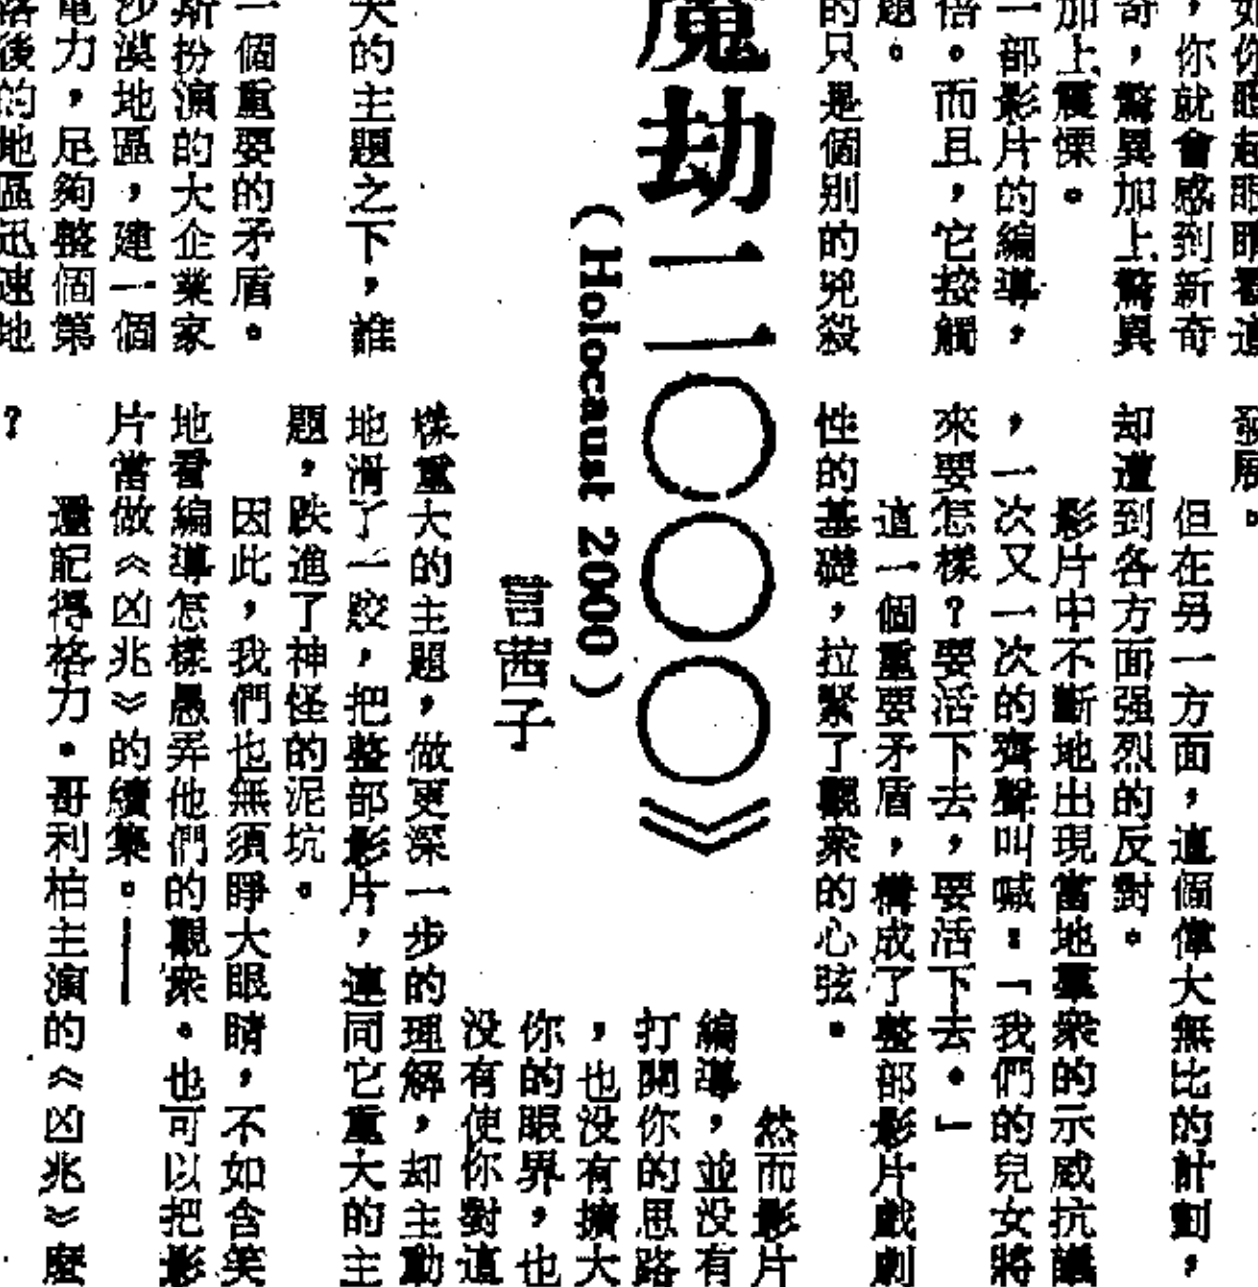 魔劫二〇〇〇》
（Holocaust 2000）
茜子
看這
，你就會感到新奇
奇，驚異加上驚異
加上震慄。
一部影片的編導，
倍。而且，它接觸
題。
的只是個别的兇殺
大的主題之下，誰
一個重要的矛盾。
斯扮演的大企業家
沙漠地區，建一個
電力，足夠整個第
落後的地區迅速地
發展。
但在另一方面，這個偉大無比的計劃，
却遭到各方面强烈的反對。
影片中不斷地出現當地羣衆的示威抗議
，一次又一次的齊聲叫喊：「我們的兒女將
來要怎樣？要活下去，要活下去。」
這一個重要矛盾，構成了整部影片戲劇
性的基礎，拉緊了觀衆的心弦。
然而影片
編導，並没有
打開你的思路
，也没有擴大
你的眼界，也
没有使你對這
樣重大的主題，做更深一步的理解，却主動
地滑了一跤，把整部影片，連同它重大的主
題，跌進了神怪的泥坑。
因此，我們也無須睜大眼睛，不如含笑
地看編導怎樣愚弄他們的觀衆。也可以把影
片當做《凶兆》的續集。——
還記得格力·哥利柏主演的《凶兆》麼
？